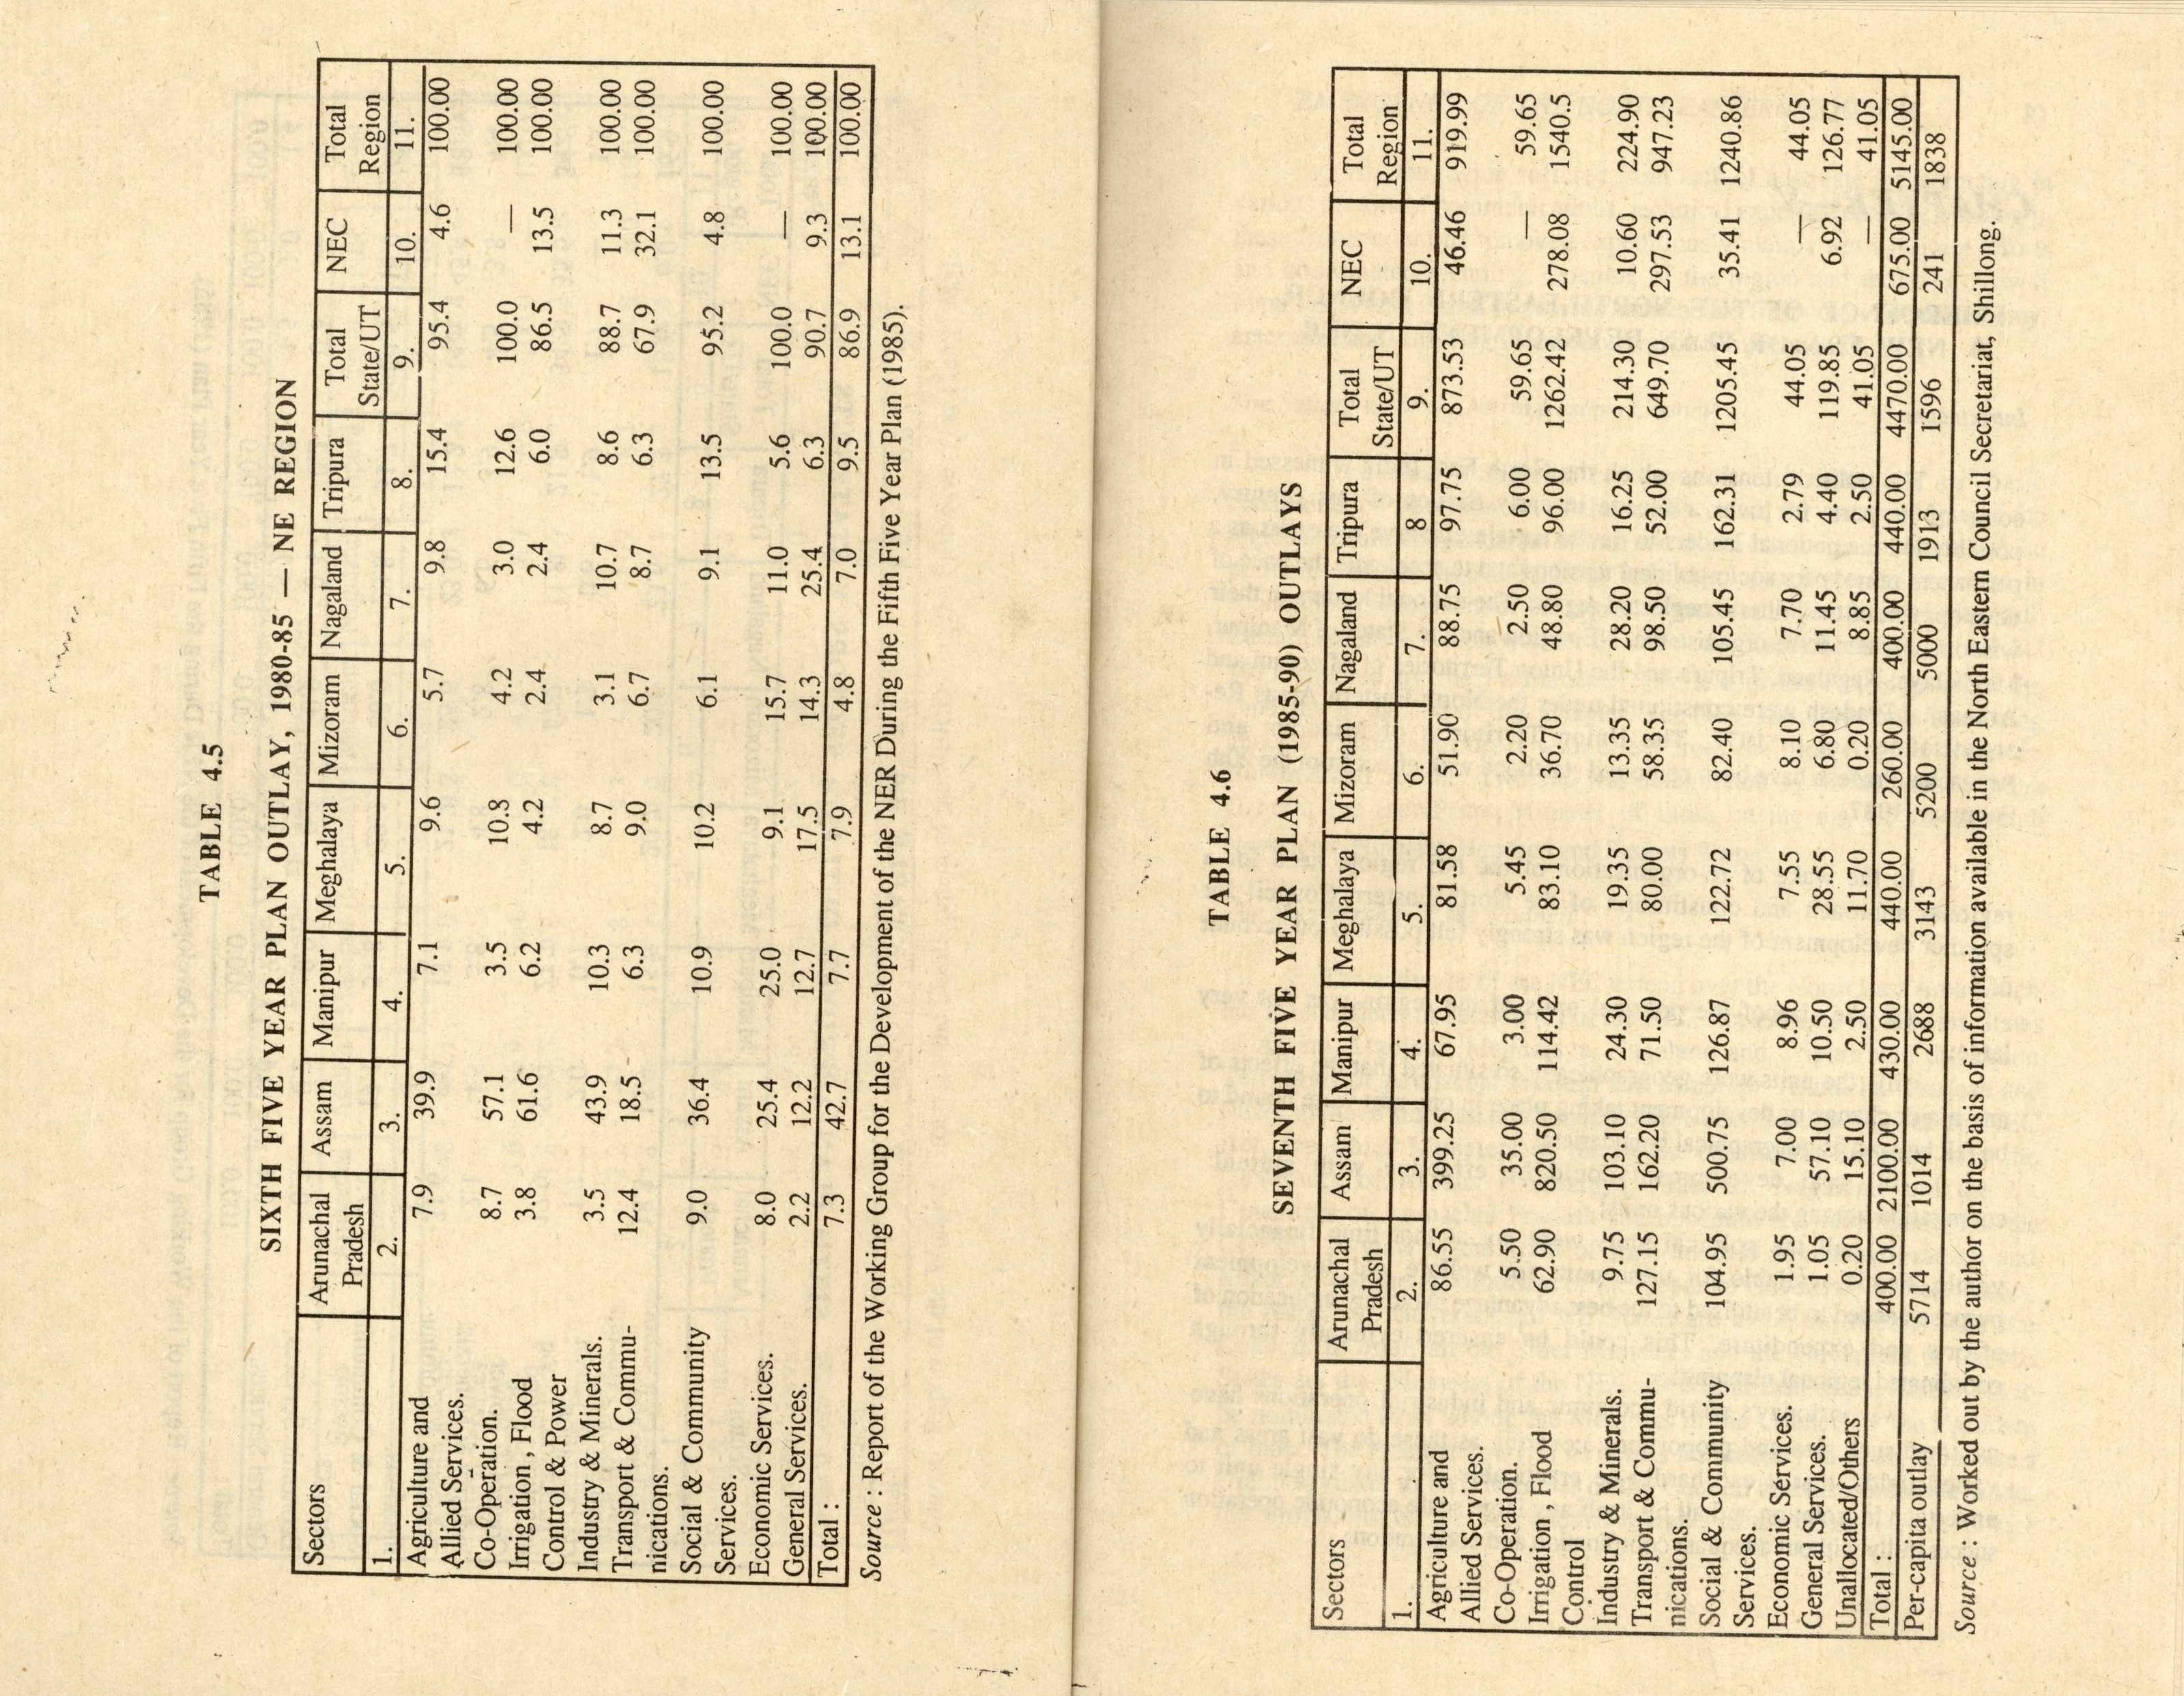 TABLE 4.5
SIXTH FIVE YEAR PLAN OUTLAY, 1980-85 — NE REGION
Sectors Arunachal Pradesh Assam Manipur Meghalaya Mizoram Nagaland Tripura Total State/UT NEC Total Region
1. 2. 3. 4. 5. 6. 7. 8. 9. 10. 11.
Agriculture and 7.9 39.9 7.1 9.6 5.7 9.8 15.4 95.4 4.6 100.00
Allied Services.
Co-Operation. 8.7 57.1 3.5 10.8 4.2 3.0 12.6 100.0 — 100.00
Irrigation, Flood 3.8 61.6 6.2 4.2 2.4 2.4 6.0 86.5 13.5 100.00
Control & Power
Industry & Minerals. 3.5 43.9 10.3 8.7 3.1 10.7 8.6 88.7 11.3 100.00
Transport & Commu- 12.4 18.5 6.3 9.0 6.7 8.7 6.3 67.9 32.1 100.00
nications.
Social & Community 9.0 36.4 10.9 10.2 6.1 9.1 13.5 95.2 4.8 100.00
Services.
Economic Services. 8.0 25.4 25.0 9.1 15.7 11.0 5.6 100.0 — 100.00
General Services. 2.2 12.2 12.7 17.5 14.3 25.4 6.3 90.7 9.3 100.00
Total : 7.3 42.7 7.7 7.9 4.8 7.0 9.5 86.9 13.1 100.00
Source : Report of the Working Group for the Development of the NER During the Fifth Five Year Plan (1985).
TABLE 4.6
SEVENTH FIVE YEAR PLAN (1985-90) OUTLAYS
Sectors Arunachal Pradesh Assam Manipur Meghalaya Mizoram Nagaland Tripura Total State/UT NEC Total Region
1. 2. 3. 4. 5. 6. 7. 8 9. 10. 11.
Agriculture and 86.55 399.25 67.95 81.58 51.90 88.75 97.75 873.53 46.46 919.99
Allied Services.
Co-Operation. 5.50 35.00 3.00 5.45 2.20 2.50 6.00 59.65 — 59.65
Irrigation, Flood 62.90 820.50 114.42 83.10 36.70 48.80 96.00 1262.42 278.08 1540.5
Control
Industry & Minerals. 9.75 103.10 24.30 19.35 13.35 28.20 16.25 214.30 10.60 224.90
Transport & Commu- 127.15 162.20 71.50 80.00 58.35 98.50 52.00 649.70 297.53 947.23
nications.
Social & Community 104.95 500.75 126.87 122.72 82.40 105.45 162.31 1205.45 35.41 1240.86
Services.
Economic Services. 1.95 7.00 8.96 7.55 8.10 7.70 2.79 44.05 — 44.05
General Services. 1.05 57.10 10.50 28.55 6.80 11.45 4.40 119.85 6.92 126.77
Unallocated/Others 0.20 15.10 2.50 11.70 0.20 8.85 2.50 41.05 — 41.05
Total : 400.00 2100.00 430.00 440.00 260.00 400.00 440.00 4470.00 675.00 5145.00
Per-capita outlay 5714 1014 2688 3143 5200 5000 1913 1596 241 1838
Source : Worked out by the author on the basis of information available in the North Eastern Council Secretariat, Shillong.